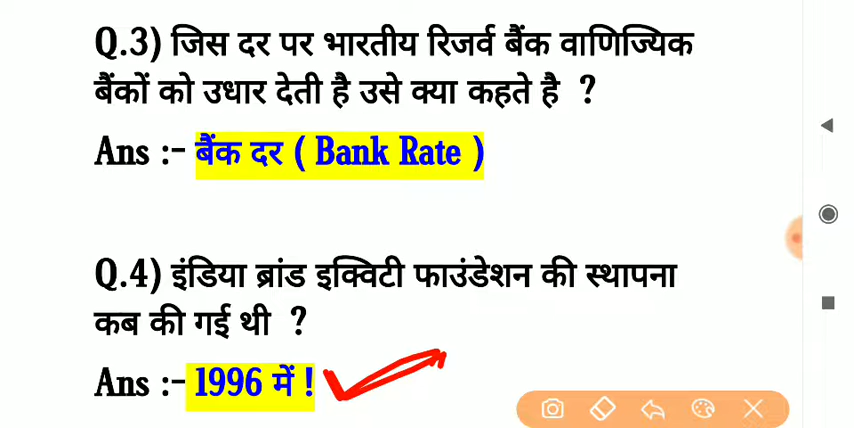 Q.3) जिस दर पर भारतीय रिजर्व बैंक वाणिज्यिक
बैंकों को उधार देती है उसे क्या कहते है ?
Ans :- बैंक दर ( Bank Rate )
Q.4) इंडिया ब्रांड इक्विटी फाउंडेशन की स्थापना
कब की गई थी ?
Ans :- 1996 में !